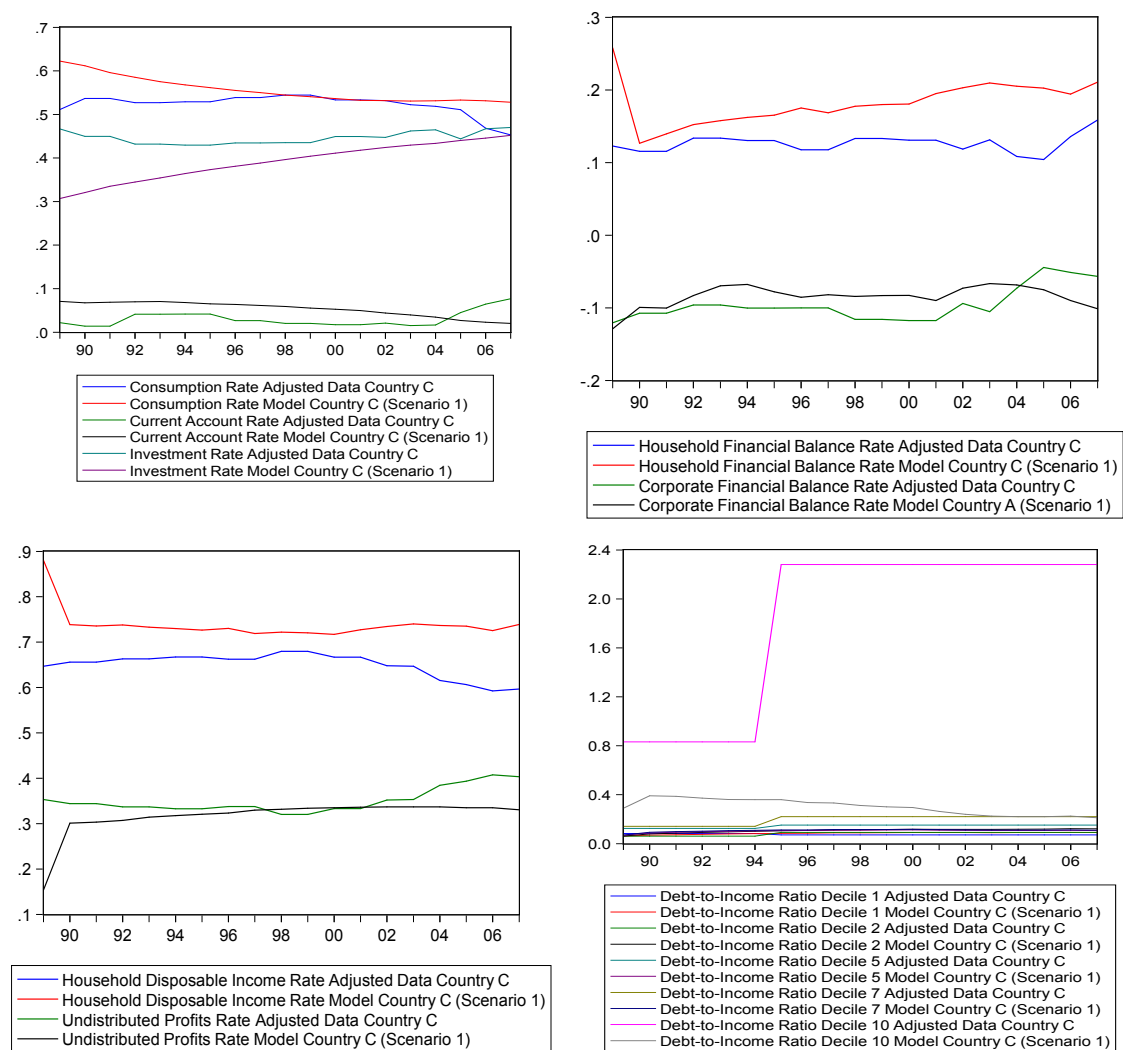 .7
.6
.5
.4
.3
.2
.1
.0
90 92 94 96 98 00 02 04 06
Consumption Rate Adjusted Data Country C
Consumption Rate Model Country C (Scenario 1)
Current Account Rate Adjusted Data Country C
Current Account Rate Model Country C (Scenario 1)
Investment Rate Adjusted Data Country C
Investment Rate Model Country C (Scenario 1)
.3
.2
.1
.0
-.1
-.2
90 92 94 96 98 00 02 04 06
Household Financial Balance Rate Adjusted Data Country C
Household Financial Balance Rate Model Country C (Scenario 1)
Corporate Financial Balance Rate Adjusted Data Country C
Corporate Financial Balance Rate Model Country A (Scenario 1)
.9
.8
.7
.6
.5
.4
.3
.2
.1
90 92 94 96 98 00 02 04 06
Household Disposable Income Rate Adjusted Data Country C
Household Disposable Income Rate Model Country C (Scenario 1)
Undistributed Profits Rate Adjusted Data Country C
Undistributed Profits Rate Model Country C (Scenario 1)
2.4
2.0
1.6
1.2
0.8
0.4
0.0
90 92 94 96 98 00 02 04 06
Debt-to-Income Ratio Decile 1 Adjusted Data Country C
Debt-to-Income Ratio Decile 1 Model Country C (Scenario 1)
Debt-to-Income Ratio Decile 2 Adjusted Data Country C
Debt-to-Income Ratio Decile 2 Model Country C (Scenario 1)
Debt-to-Income Ratio Decile 5 Adjusted Data Country C
Debt-to-Income Ratio Decile 5 Model Country C (Scenario 1)
Debt-to-Income Ratio Decile 7 Adjusted Data Country C
Debt-to-Income Ratio Decile 7 Model Country C (Scenario 1)
Debt-to-Income Ratio Decile 10 Adjusted Data Country C
Debt-to-Income Ratio Decile 10 Model Country C (Scenario 1)